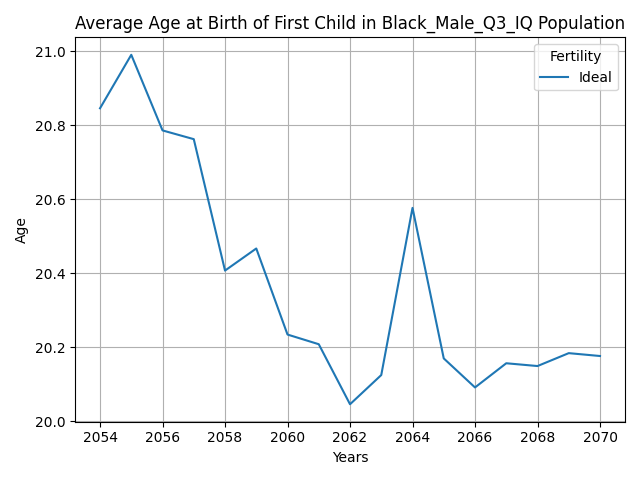 Average Age at Birth of First Child in Black_Male_Q3_IQ Population
Fertility
Ideal
21.0
20.8
20.6
20.4
20.2
20.0
Age
2054 2056 2058 2060 2062 2064 2066 2068 2070
Years